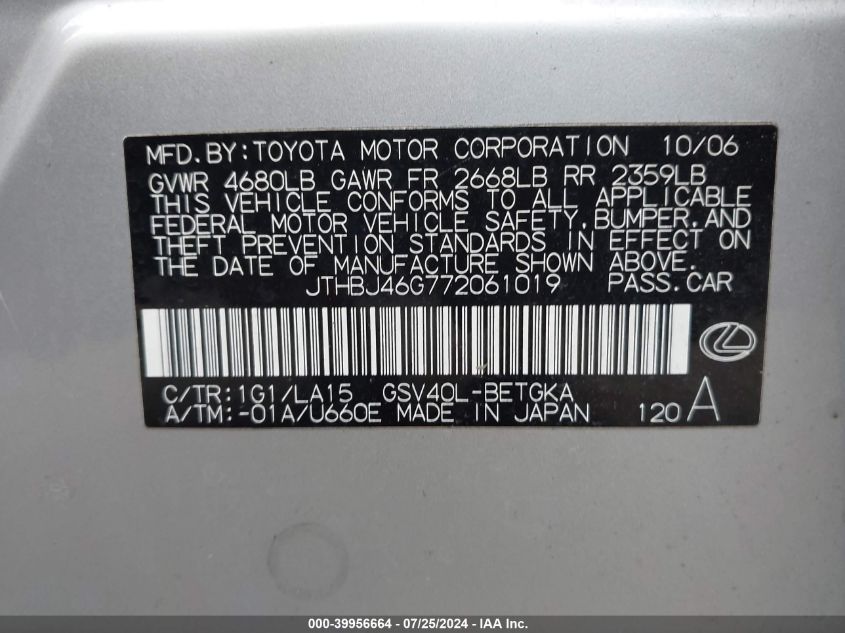 MFD. BY: TOYOTA MOTOR CORPORATION 10/06
GVWR 4680LB GAWR FR 2668LB RR 2359LB
THIS VEHICLE CONFORMS TO ALL APPLICABLE
FEDERAL MOTOR VEHICLE SAFETY, BUMPER, AND
THEFT PREVENTION STANDARDS IN EFFECT ON
THE DATE OF MANUFACTURE SHOWN ABOVE.
JTHBJ46G772061019 PASS. CAR
C/TR: 1G1/LA15 GSV40L-BETGKA
A/TM: -01A/U660E MADE IN JAPAN 120 A
000-39956664 - 07/25/2024 - IAA Inc.